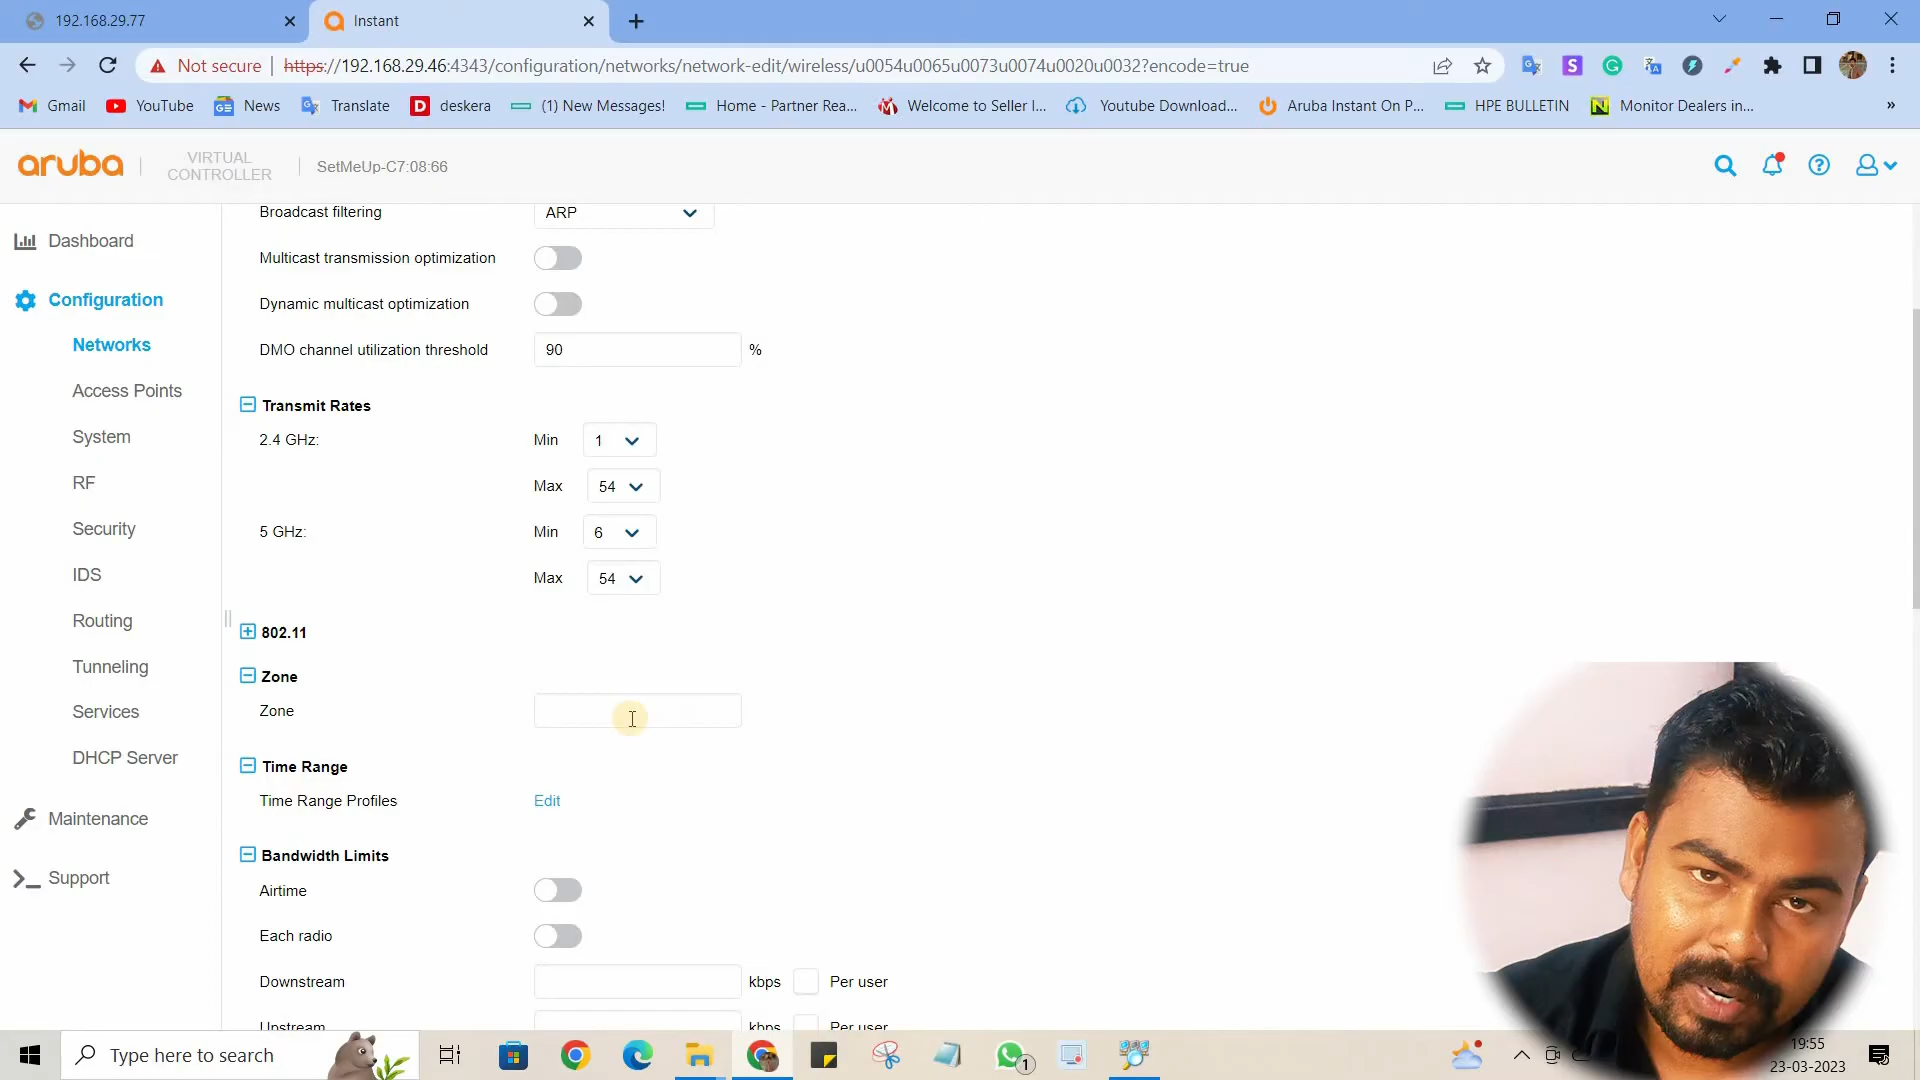 192.168.29.77
Instant
Not secure
https://192.168.29.46:4343/configuration/networks/network-edit/wireless/u0054u0065u0073u0074u0020u0032?encode=true
Gmail
YouTube
News
Translate
deskera
(1) New Messages!
Home - Partner Rea...
Welcome to Seller I...
Youtube Download...
Aruba Instant On P...
HPE BULLETIN
Monitor Dealers in...
»
aruba
VIRTUAL
CONTROLLER
SetMeUp-C7:08:66
Dashboard
Configuration
Networks
Access Points
System
RF
Security
IDS
Routing
Tunneling
Services
DHCP Server
Maintenance
Support
Broadcast filtering ARP
Multicast transmission optimization
Dynamic multicast optimization
DMO channel utilization threshold 90 %
Transmit Rates
2.4 GHz: Min 1
Max 54
5 GHz: Min 6
Max 54
802.11
Zone
Zone
Time Range
Time Range Profiles Edit
Bandwidth Limits
Airtime
Each radio
Downstream kbps Per user
Upstream kbps Per user
Type here to search
1
19:55
23-03-2023